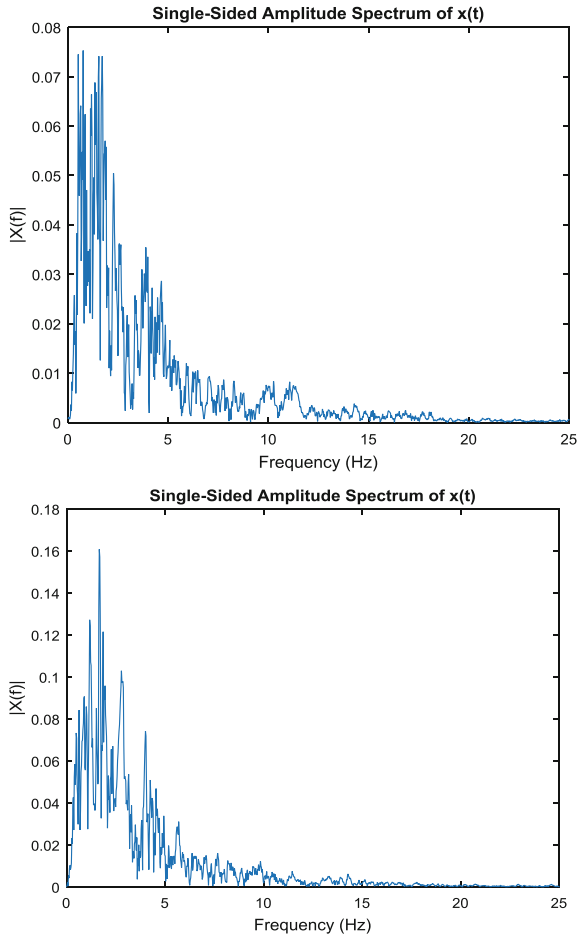 Single-Sided Amplitude Spectrum of x(t)
0.08
0.07
0.06
0.05
0.04
0.03
0.02
0.01
0
|X(f)|
0 5 10 15 20 25
Frequency (Hz)
Single-Sided Amplitude Spectrum of x(t)
0.18
0.16
0.14
0.12
0.1
0.08
0.06
0.04
0.02
0
|X(f)|
0 5 10 15 20 25
Frequency (Hz)